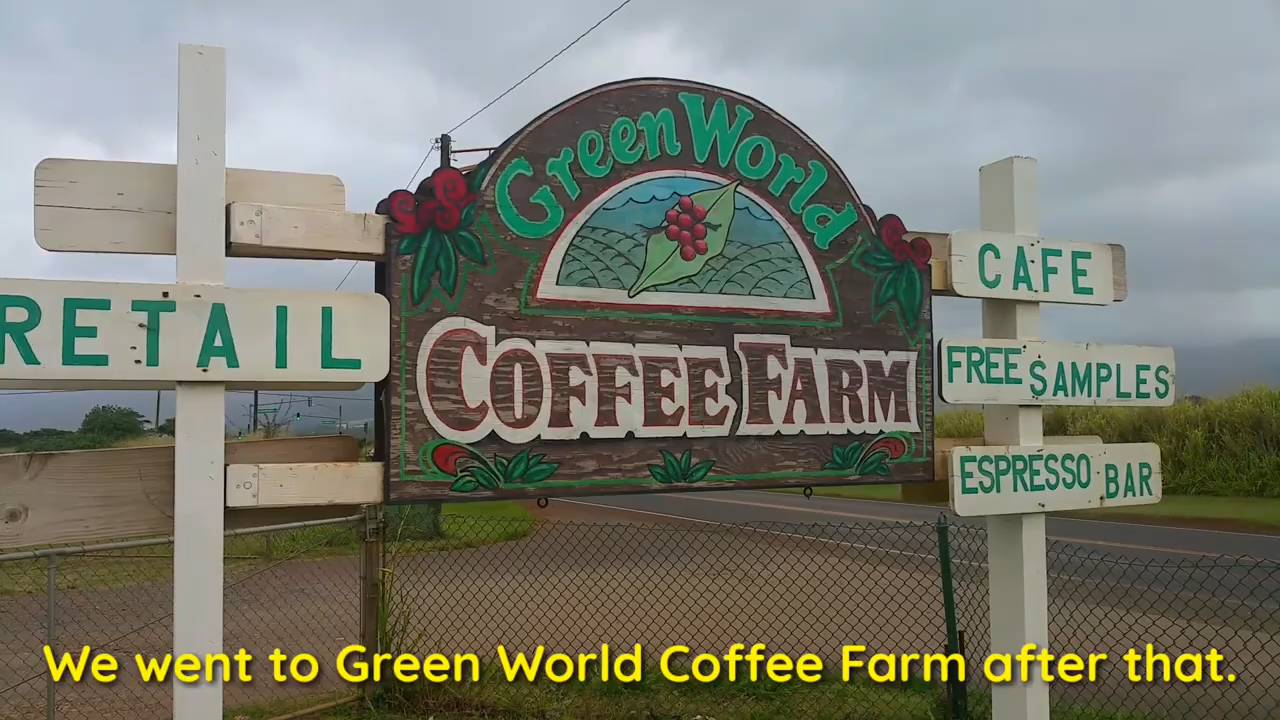 Green World
COFFEE FARM
RETAIL
CAFE
FREE SAMPLES
ESPRESSO BAR
We went to Green World Coffee Farm after that.